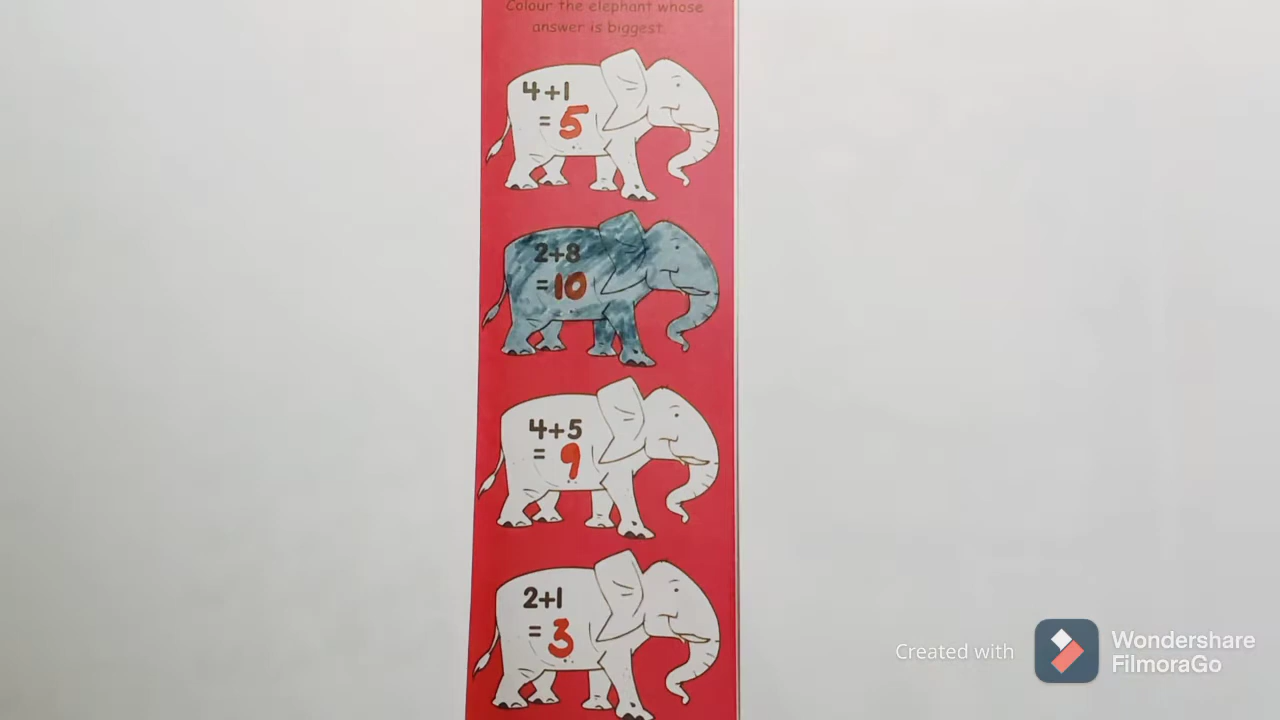 Colour the elephant whose
answer is biggest.
4+1
= 5
2+8
= 10
4+5
= 9
2+1
= 3
Created with
Wondershare
FilmoraGo